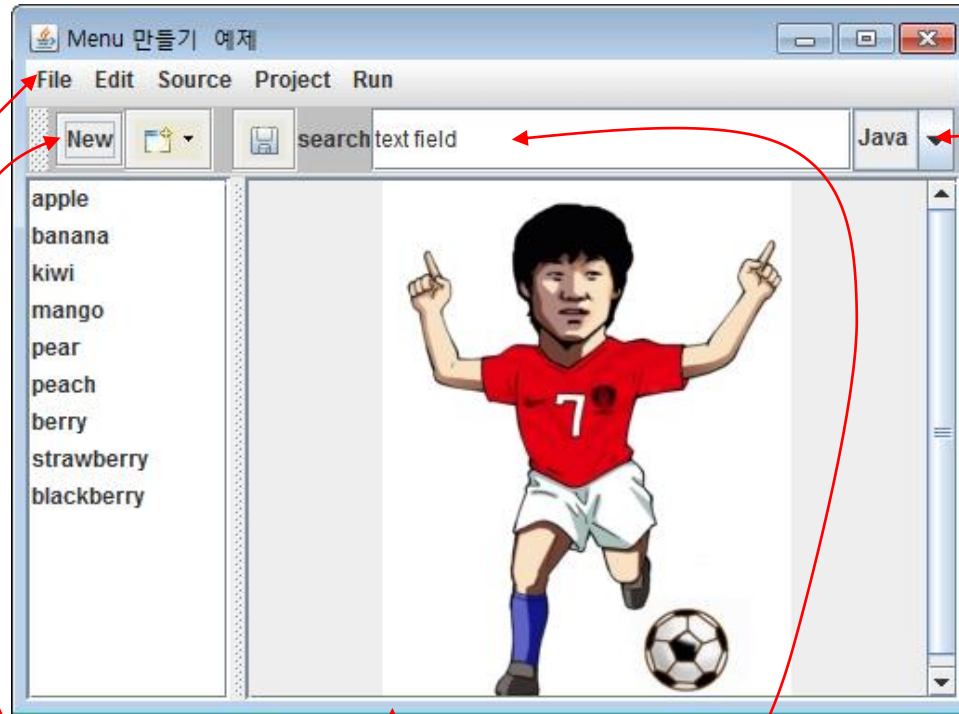 Menu 만들기 예제
File Edit Source Project Run
New search text field Java
apple
banana
kiwi
mango
pear
peach
berry
strawberry
blackberry
7